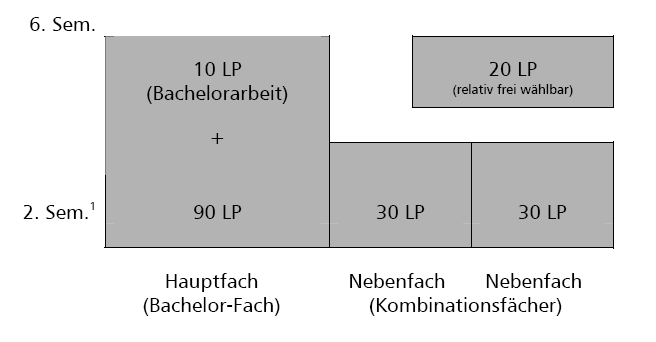 6. Sem.
10 LP
(Bachelorarbeit)
+
20 LP
(relativ frei wählbar)
2. Sem.¹
90 LP
30 LP
30 LP
Hauptfach
(Bachelor-Fach)
Nebenfach
Nebenfach
(Kombinationsfächer)